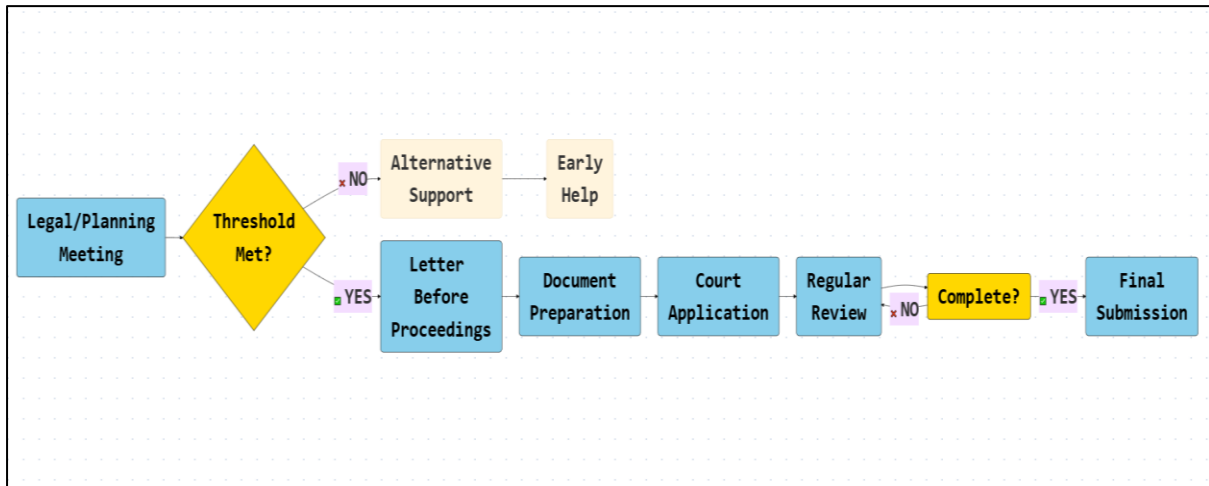 Legal/Planning
Meeting
Threshold
Met?
NO
Alternative
Support
Early
Help
YES
Letter
Before
Proceedings
Document
Preparation
Court
Application
Regular
Review
NO
Complete?
YES
Final
Submission